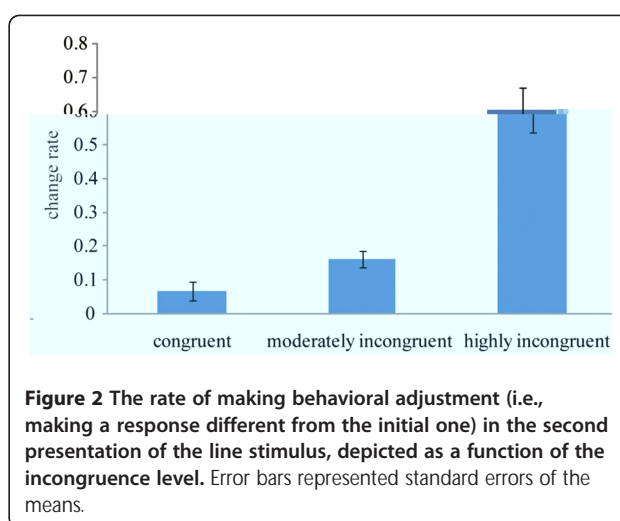 0.8
0.7
0.6
0.5
0.4
0.3
0.2
0.1
0
change rate
congruent moderately incongruent highly incongruent
Figure 2 The rate of making behavioral adjustment (i.e.,
making a response different from the initial one) in the second
presentation of the line stimulus, depicted as a function of the
incongruence level. Error bars represented standard errors of the
means.